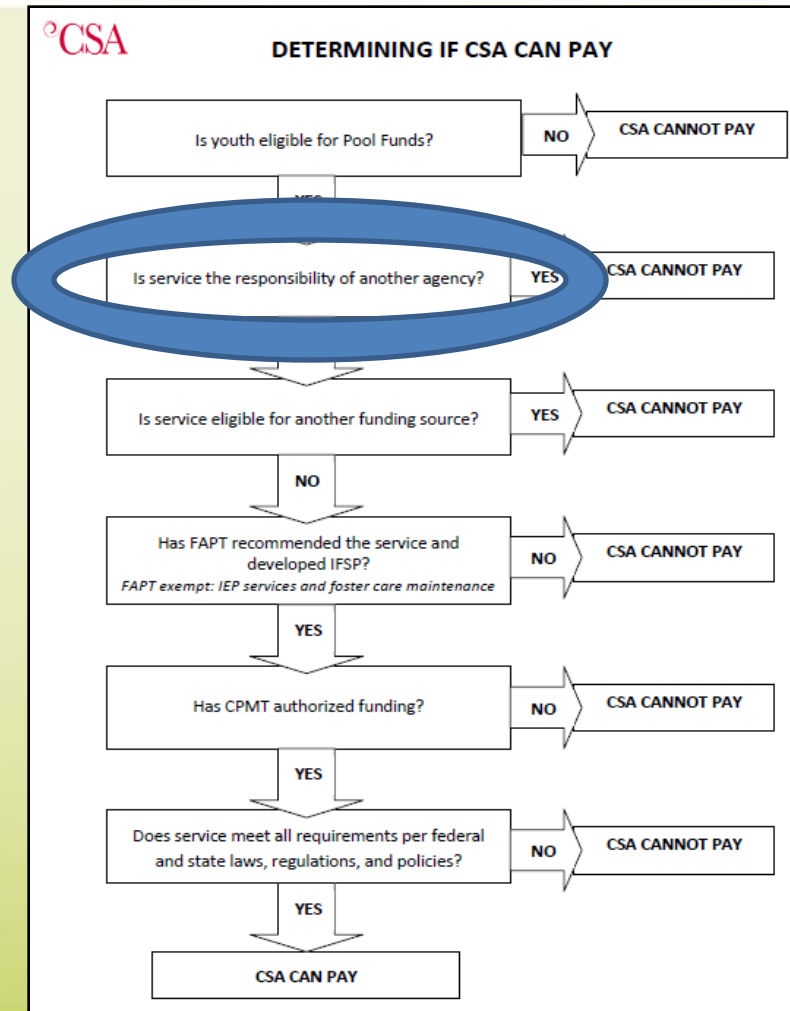 CSA
DETERMINING IF CSA CAN PAY
Is youth eligible for Pool Funds?
NO
CSA CANNOT PAY
YES
Is service the responsibility of another agency?
YES
CSA CANNOT PAY
Is service eligible for another funding source?
YES
CSA CANNOT PAY
NO
Has FAPT recommended the service and
developed IFSP?
FAPT exempt: IEP services and foster care maintenance
NO
CSA CANNOT PAY
YES
Has CPMT authorized funding?
NO
CSA CANNOT PAY
YES
Does service meet all requirements per federal
and state laws, regulations, and policies?
NO
CSA CANNOT PAY
YES
CSA CAN PAY